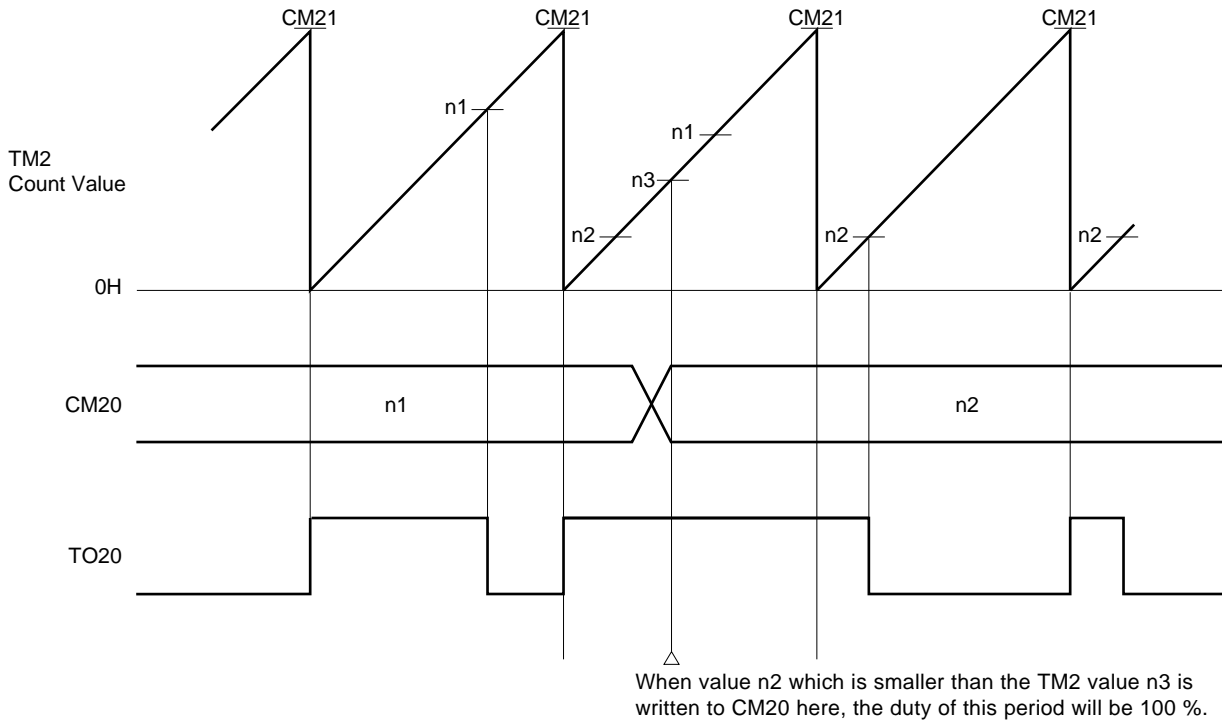 CM21 CM21 CM21 CM21
n1
n1
TM2
Count Value
n3
n2 n2 n2
0H
CM20 n1 n2
TO20
When value n2 which is smaller than the TM2 value n3 is
written to CM20 here, the duty of this period will be 100 %.